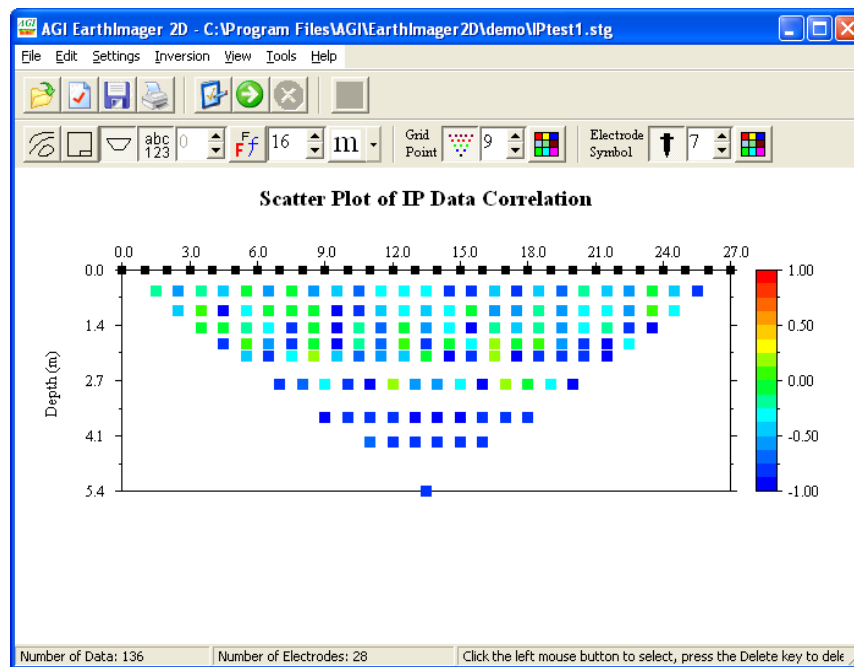 AGI EarthImager 2D - C:\Program Files\AGI\EarthImager2D\demo\IPtest1.stg
File Edit Settings Inversion View Tools Help
abc 0 F F f 16 m Grid 9 Electrode 7
123 Point Symbol
Scatter Plot of IP Data Correlation
0.0 3.0 6.0 9.0 12.0 15.0 18.0 21.0 24.0 27.0
0.0 1.00
1.4 0.50
2.7 0.00
4.1 -0.50
5.4 -1.00
Depth (m)
Number of Data: 136 Number of Electrodes: 28 Click the left mouse button to select, press the Delete key to dele